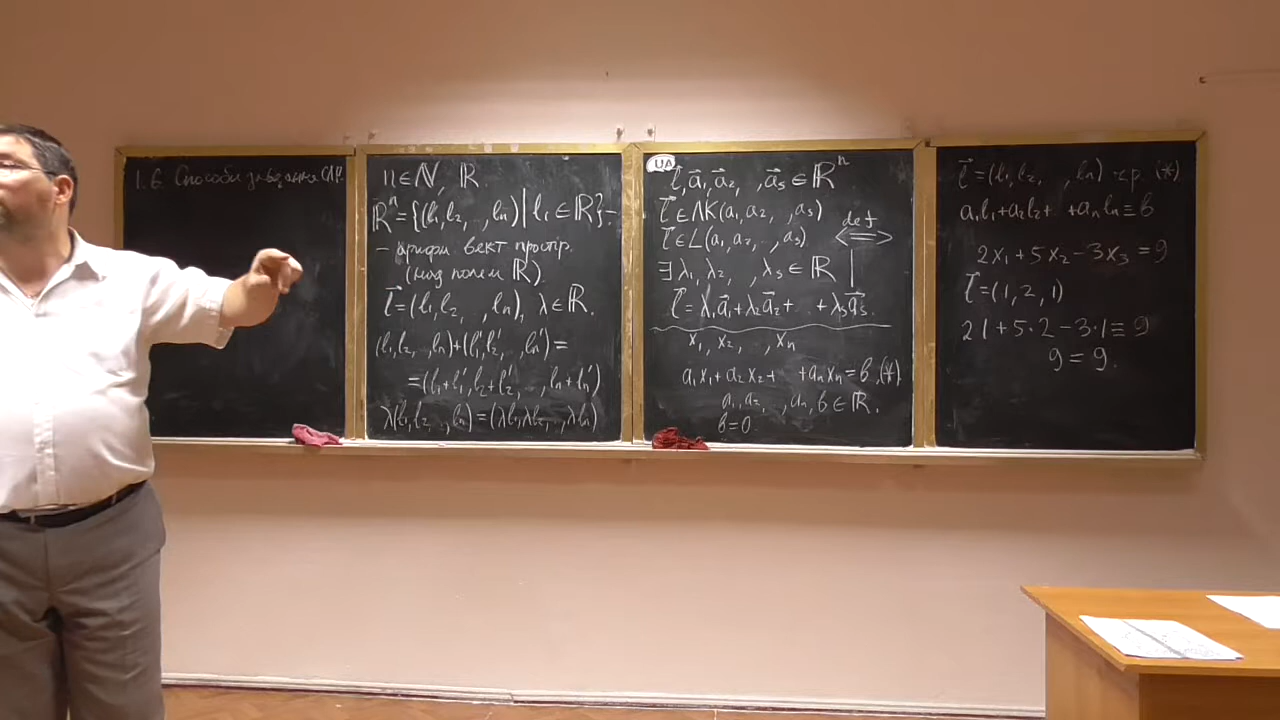 1.6. Способи зведення СЛР.
n∈ℕ, ℝ.
ℝⁿ={(l₁,l₂, ,lₙ)|l₁∈ℝ}–
– арифм. вект простір.
(над полем ℝ).
l⃗=(l₁,l₂, ,lₙ), λ∈ℝ.
(l₁,l₂, ,lₙ)+(l₁',l₂', ,lₙ')=
=(l₁+l₁',l₂+l₂', , lₙ+lₙ')
λ(l₁,l₂, ,lₙ)=(λl₁,λl₂, ,λlₙ)
UA
l⃗,a⃗₁,a⃗₂, ,a⃗ₛ∈ℝⁿ
l⃗∈ЛК(a₁,a₂, ,aₛ)
l⃗∈L(a₁,a₂, ,aₛ) ⟺ def
∃λ₁,λ₂, ,λₛ∈ℝ |
l⃗=λ₁a⃗₁+λ₂a⃗₂+ +λₛa⃗ₛ.
x₁, x₂, ,xₙ
a₁x₁+a₂x₂+ +aₙxₙ=b,(*)
a₁,a₂, ,aₙ,b∈ℝ.
b=0.
l⃗=(l₁,l₂, ,lₙ) –р. (*)
a₁l₁+a₂l₂+ +aₙlₙ≡b
2x₁+5x₂–3x₃=9
l⃗=(1,2,1)
2·1+5·2–3·1≡9
9=9.